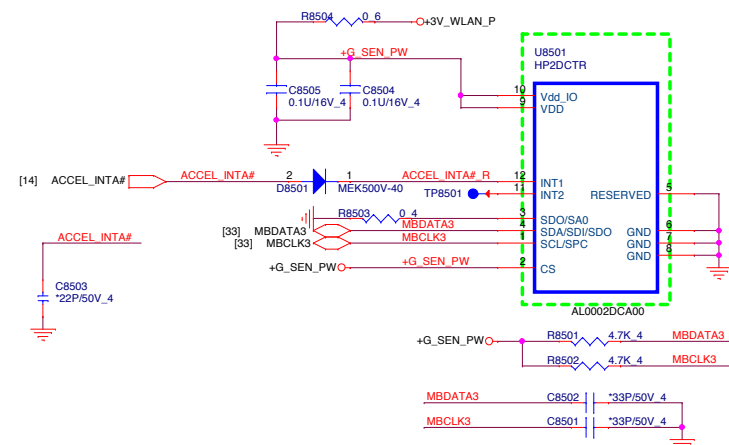 R8504 0_6 +3V_WLAN_P
+G_SEN_PW
C8505
0.1U/16V_4
C8504
0.1U/16V_4
U8501
HP2DCTR
10 Vdd_IO
9 VDD
[14] ACCEL_INTA# ACCEL_INTA# 2 1 ACCEL_INTA#_R 12 INT1
D8501 MEK500V-40
TP8501 11 INT2
RESERVED 5
R8503 0_4 3 SDO/SA0
[33] MBDATA3 MBDATA3 4 SDA/SDI/SDO GND 6
[33] MBCLK3 MBCLK3 1 SCL/SPC GND 7
GND 8
+G_SEN_PW +G_SEN_PW 2 CS
AL0002DCA00
ACCEL_INTA#
C8503
*22P/50V_4
+G_SEN_PW R8501 4.7K_4 MBDATA3
R8502 4.7K_4 MBCLK3
MBDATA3 C8502 *33P/50V_4
MBCLK3 C8501 *33P/50V_4